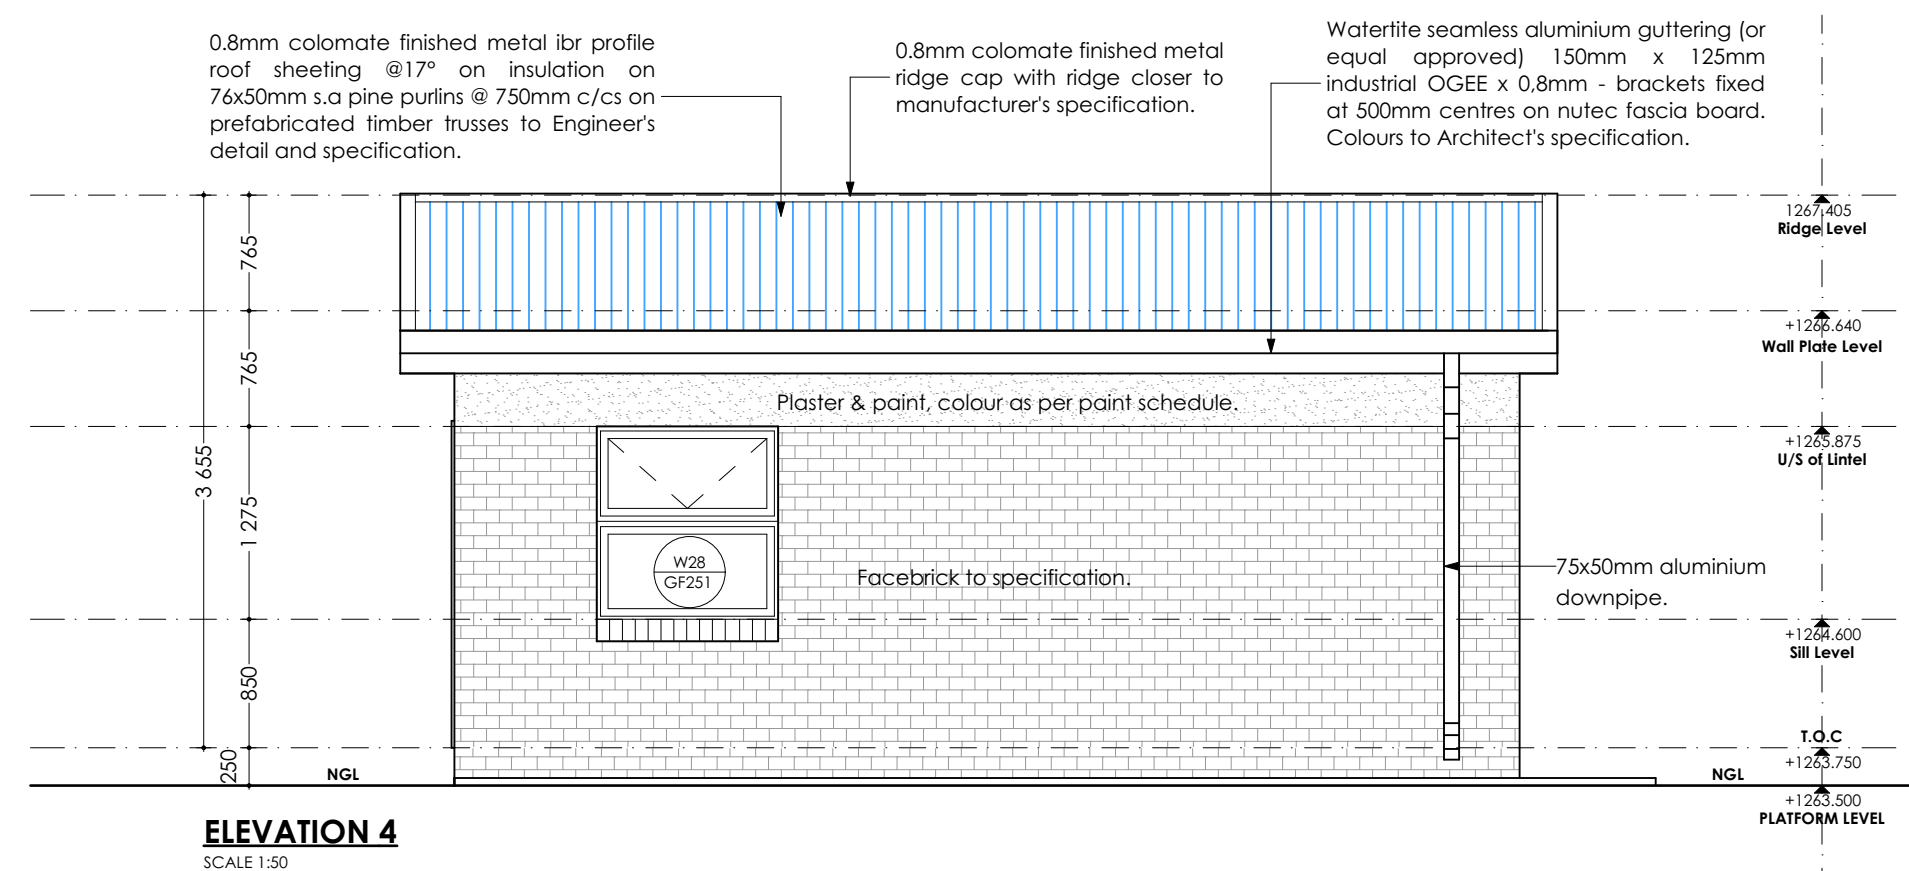 0.8mm colomate finished metal ibr profile
roof sheeting @17° on insulation on
76x50mm s.a pine purlins @ 750mm c/cs on
prefabricated timber trusses to Engineer's
detail and specification.
0.8mm colomate finished metal
ridge cap with ridge closer to
manufacturer's specification.
Watertite seamless aluminium guttering (or
equal approved) 150mm x 125mm
industrial OGEE x 0,8mm - brackets fixed
at 500mm centres on nutec fascia board.
Colours to Architect's specification.
765
765
3 655
1 275
850
250
1267.405
Ridge Level
+1266.640
Wall Plate Level
Plaster & paint, colour as per paint schedule.
+1265.875
U/S of Lintel
W28
GF251
Facebrick to specification.
75x50mm aluminium
downpipe.
+1264.600
Sill Level
T.O.C
+1263.750
NGL
NGL
+1263.500
PLATFORM LEVEL
ELEVATION 4
SCALE 1:50